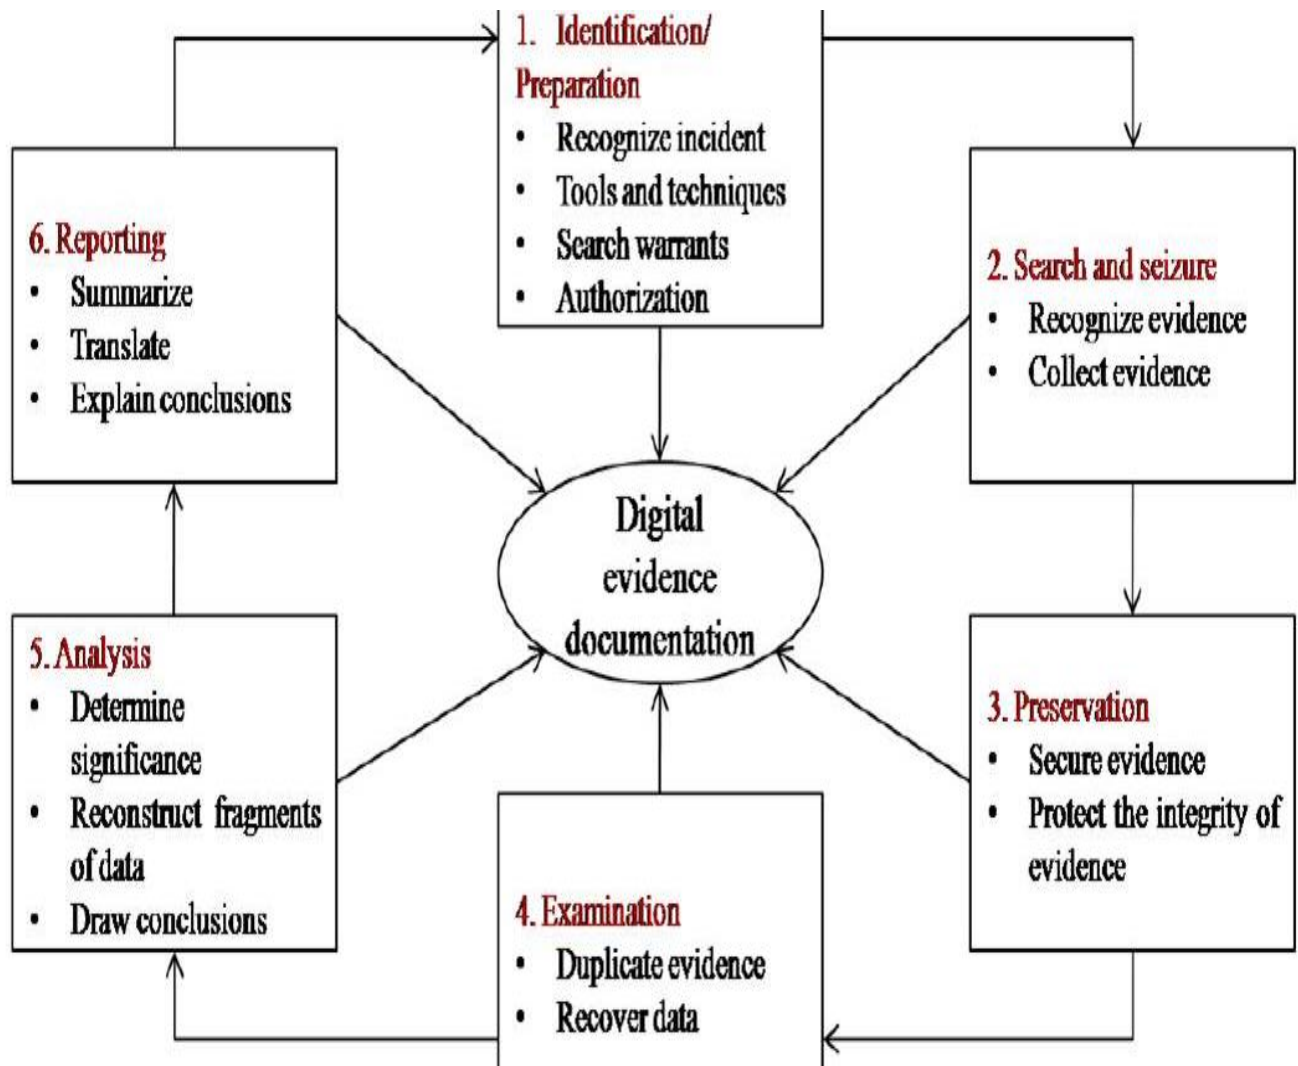 1. Identification/
Preparation
• Recognize incident
• Tools and techniques
• Search warrants
• Authorization
2. Search and seizure
• Recognize evidence
• Collect evidence
3. Preservation
• Secure evidence
• Protect the integrity of
evidence
4. Examination
• Duplicate evidence
• Recover data
5. Analysis
• Determine
significance
• Reconstruct fragments
of data
• Draw conclusions
6. Reporting
• Summarize
• Translate
• Explain conclusions
Digital
evidence
documentation